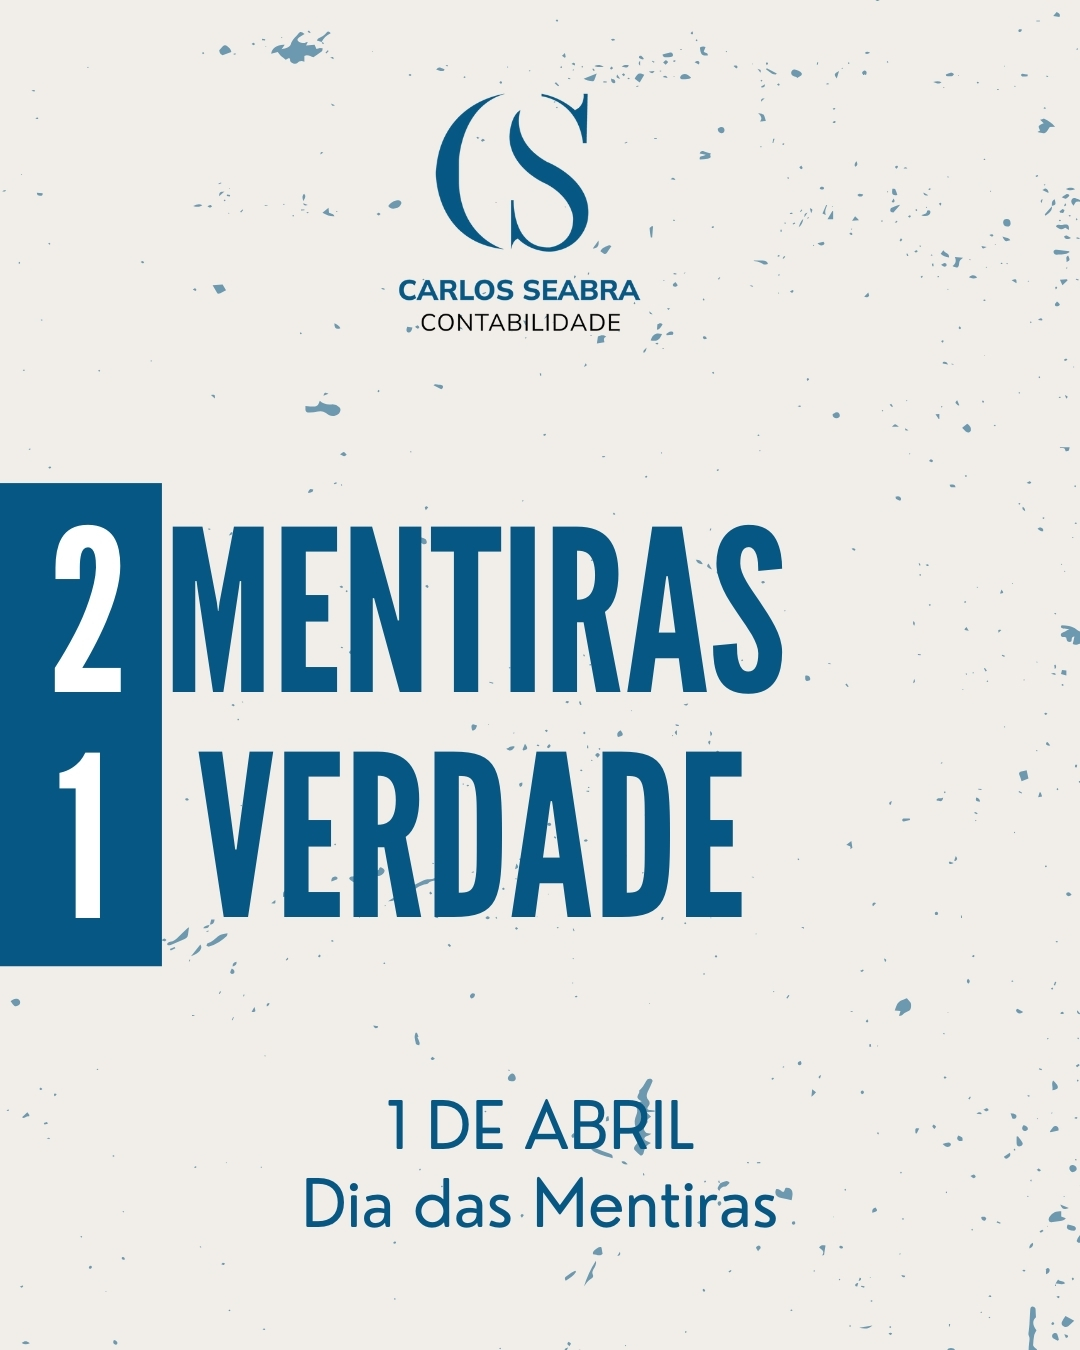 CS
CARLOS SEABRA
CONTABILIDADE
2 MENTIRAS
1 VERDADE
1 DE ABRIL
Dia das Mentiras